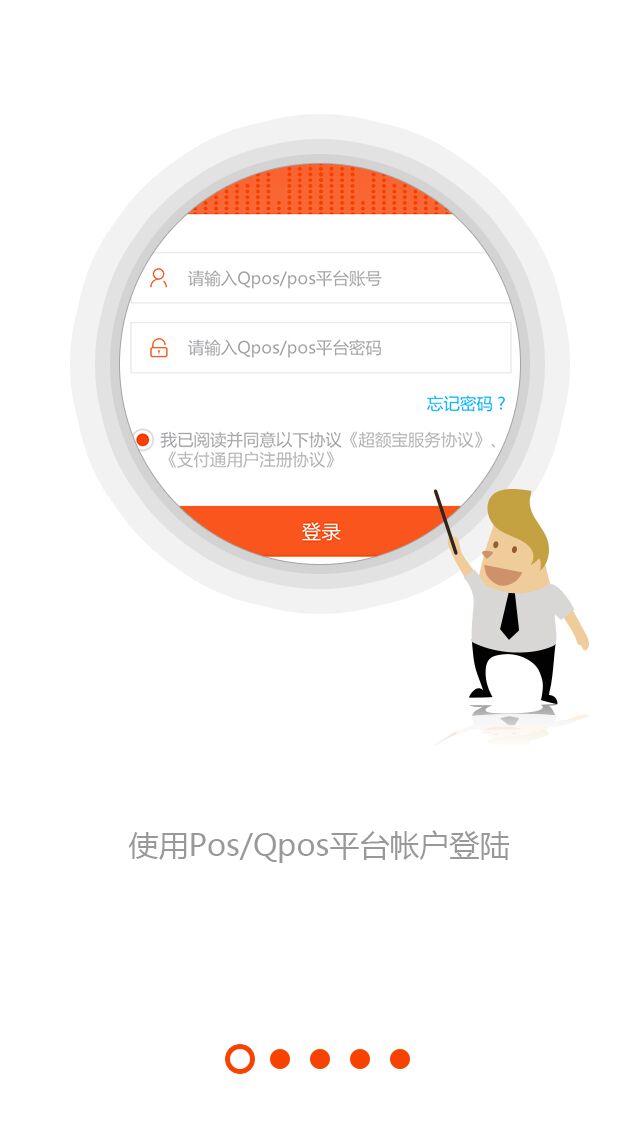 请输入Qpos/pos平台账号
请输入Qpos/pos平台密码
忘记密码？
我已阅读并同意以下协议《超额宝服务协议》、
《支付通用户注册协议》
登录
使用Pos/Qpos平台帐户登陆